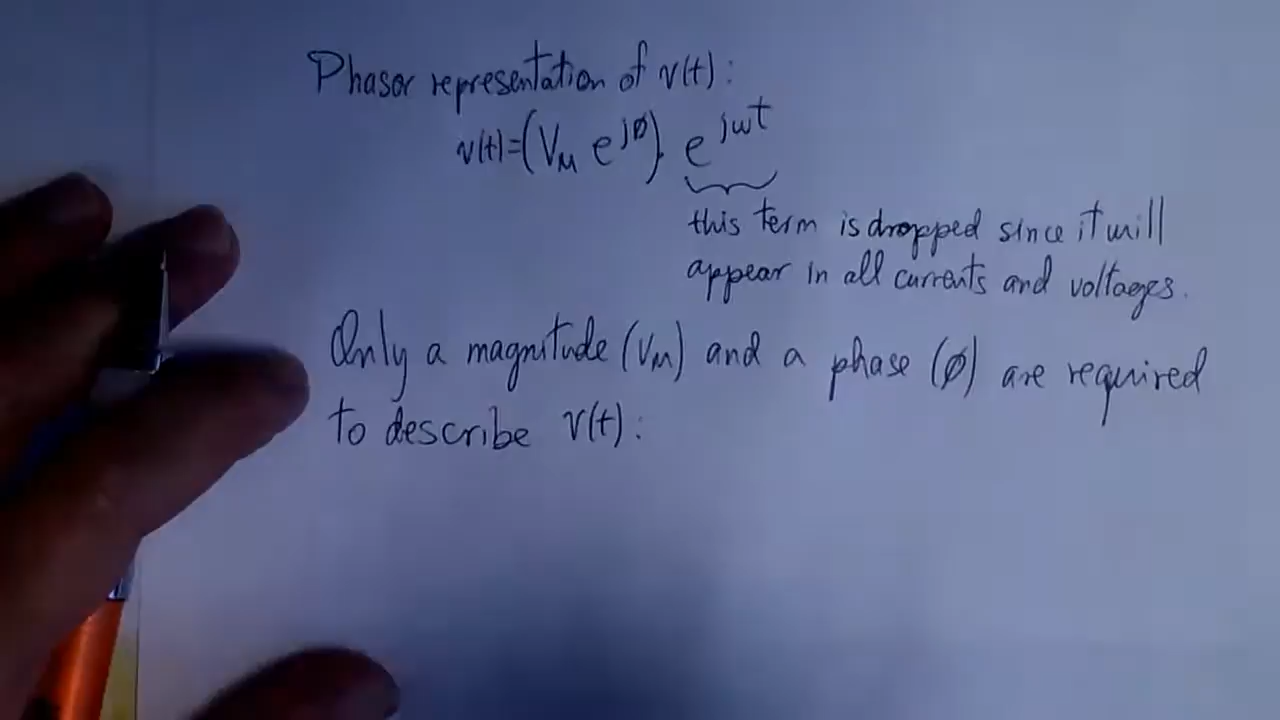 Phasor representation of v(t):
v(t)=(V_M e^{jø}) e^{jωt}
this term is dropped since it will
appear in all currents and voltages.
Only a magnitude (V_M) and a phase (ø) are required
to describe v(t):